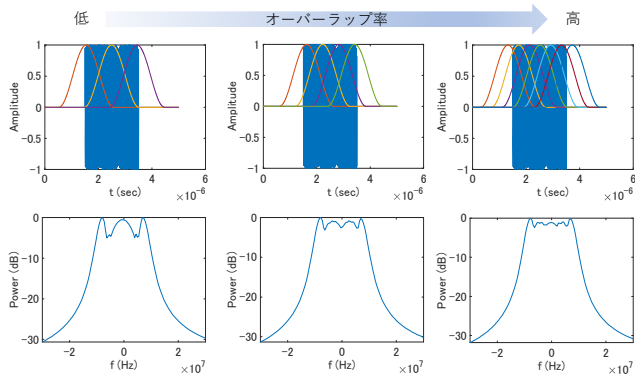 低 オーバーラップ率 高
1 1 1
0.5 0.5 0.5
0 0 0
-0.5 -0.5 -0.5
-1 -1 -1
Amplitude Amplitude Amplitude
0 2 4 6 0 2 4 6 0 2 4 6
t (sec) t (sec) t (sec)
×10⁻⁶ ×10⁻⁶ ×10⁻⁶
0 0 0
-10 -10 -10
-20 -20 -20
-30 -30 -30
Power (dB) Power (dB) Power (dB)
-2 0 2 -2 0 2 -2 0 2
f (Hz) f (Hz) f (Hz)
×10⁷ ×10⁷ ×10⁷